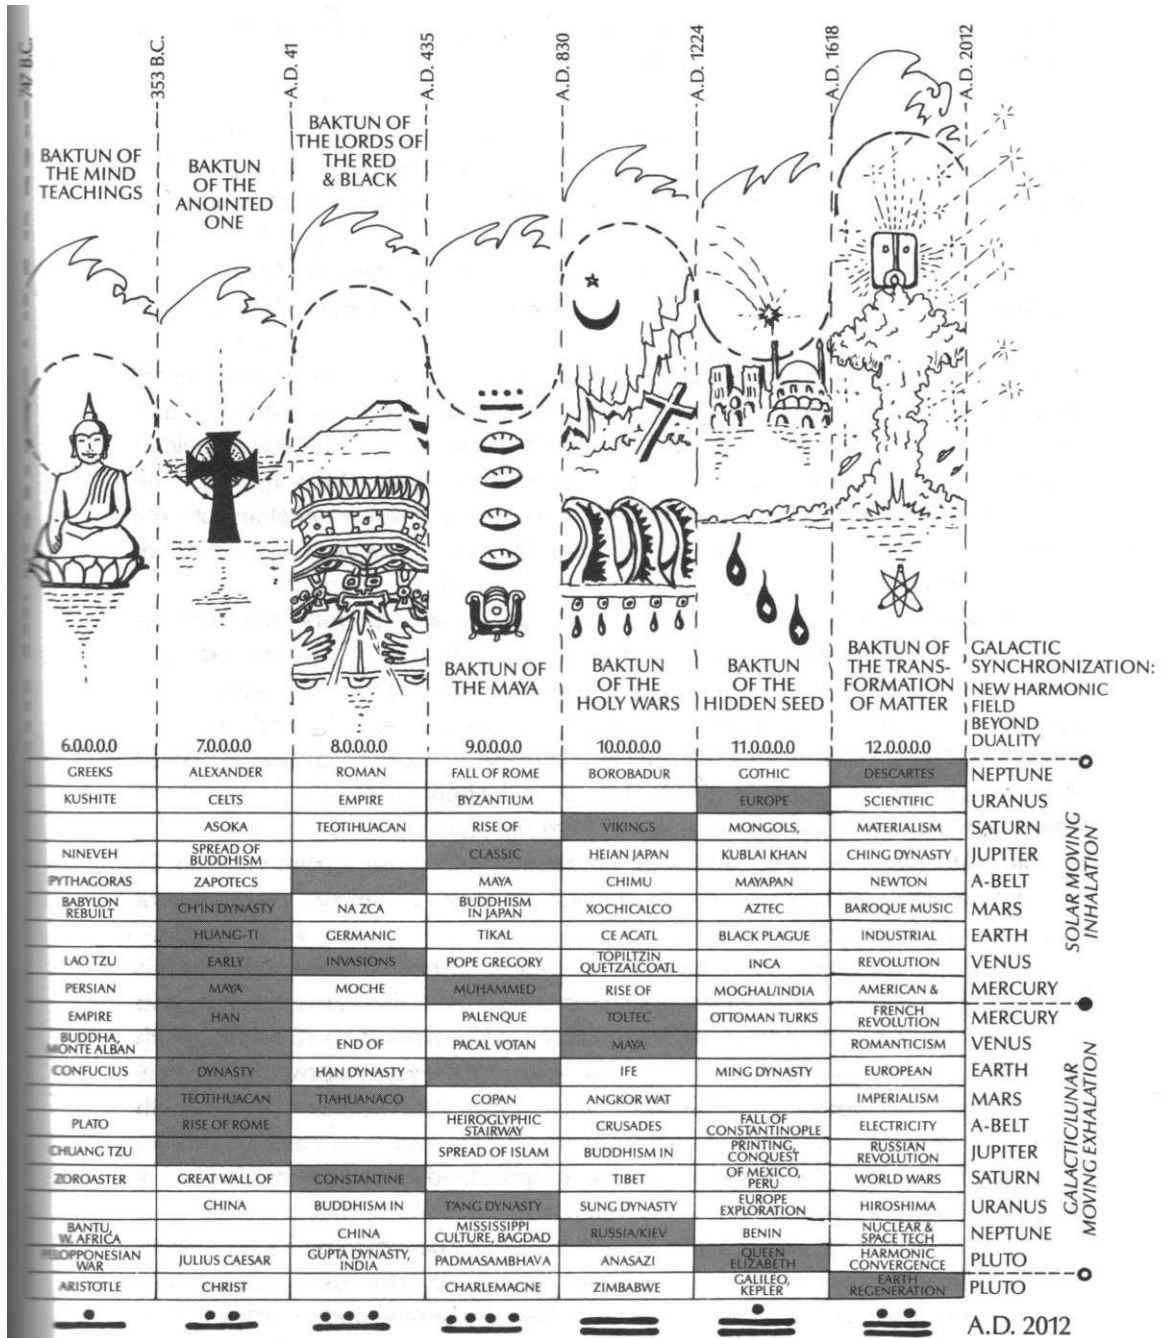 747 B.C.
353 B.C.
A.D. 41
A.D. 435
A.D. 830
A.D. 1224
A.D. 1618
A.D. 2012
BAKTUN OF
THE MIND
TEACHINGS
BAKTUN
OF THE
ANOINTED
ONE
BAKTUN OF
THE LORDS OF
THE RED
& BLACK
BAKTUN OF
THE MAYA
BAKTUN
OF THE
HOLY WARS
BAKTUN
OF THE
HIDDEN SEED
BAKTUN OF
THE TRANS-
FORMATION
OF MATTER
GALACTIC
SYNCHRONIZATION:
NEW HARMONIC
FIELD
BEYOND
DUALITY
6.0.0.0.0 7.0.0.0.0 8.0.0.0.0 9.0.0.0.0 10.0.0.0.0 11.0.0.0.0 12.0.0.0.0
GREEKS ALEXANDER ROMAN FALL OF ROME BOROBADUR GOTHIC DESCARTES NEPTUNE
KUSHITE CELTS EMPIRE BYZANTIUM EUROPE SCIENTIFIC URANUS
ASOKA TEOTIHUACAN RISE OF VIKINGS MONGOLS, MATERIALISM SATURN
NINEVEH SPREAD OF BUDDHISM CLASSIC HEIAN JAPAN KUBLAI KHAN CHING DYNASTY JUPITER
PYTHAGORAS ZAPOTECS MAYA CHIMU MAYAPAN NEWTON A-BELT
BABYLON REBUILT CH'IN DYNASTY NA ZCA BUDDHISM IN JAPAN XOCHICALCO AZTEC BAROQUE MUSIC MARS
HUANG-TI GERMANIC TIKAL CE ACATL BLACK PLAGUE INDUSTRIAL EARTH
LAO TZU EARLY INVASIONS POPE GREGORY TOPILTZIN QUETZALCOATL INCA REVOLUTION VENUS
PERSIAN MAYA MOCHE MUHAMMED RISE OF MOGHAL/INDIA AMERICAN & MERCURY
EMPIRE HAN PALENQUE TOLTEC OTTOMAN TURKS FRENCH REVOLUTION MERCURY
BUDDHA, MONTE ALBAN END OF PACAL VOTAN MAYA ROMANTICISM VENUS
CONFUCIUS DYNASTY HAN DYNASTY IFE MING DYNASTY EUROPEAN EARTH
TEOTIHUACAN TIAHUANACO COPAN ANGKOR WAT IMPERIALISM MARS
PLATO RISE OF ROME HEIROGLYPHIC STAIRWAY CRUSADES FALL OF CONSTANTINOPLE ELECTRICITY A-BELT
CHUANG TZU SPREAD OF ISLAM BUDDHISM IN PRINTING, CONQUEST RUSSIAN REVOLUTION JUPITER
ZOROASTER GREAT WALL OF CONSTANTINE TIBET OF MEXICO, PERU WORLD WARS SATURN
CHINA BUDDHISM IN T'ANG DYNASTY SUNG DYNASTY EUROPE EXPLORATION HIROSHIMA URANUS
BANTU, W. AFRICA CHINA MISSISSIPPI CULTURE, BAGDAD RUSSIA/KIEV BENIN NUCLEAR & SPACE TECH NEPTUNE
PELOPPONESIAN WAR JULIUS CAESAR GUPTA DYNASTY, INDIA PADMASAMBHAVA ANASAZI QUEEN ELIZABETH HARMONIC CONVERGENCE PLUTO
ARISTOTLE CHRIST CHARLEMAGNE ZIMBABWE GALILEO, KEPLER EARTH REGENERATION PLUTO
SOLAR MOVING
INHALATION
GALACTIC/LUNAR
MOVING EXHALATION
A.D. 2012